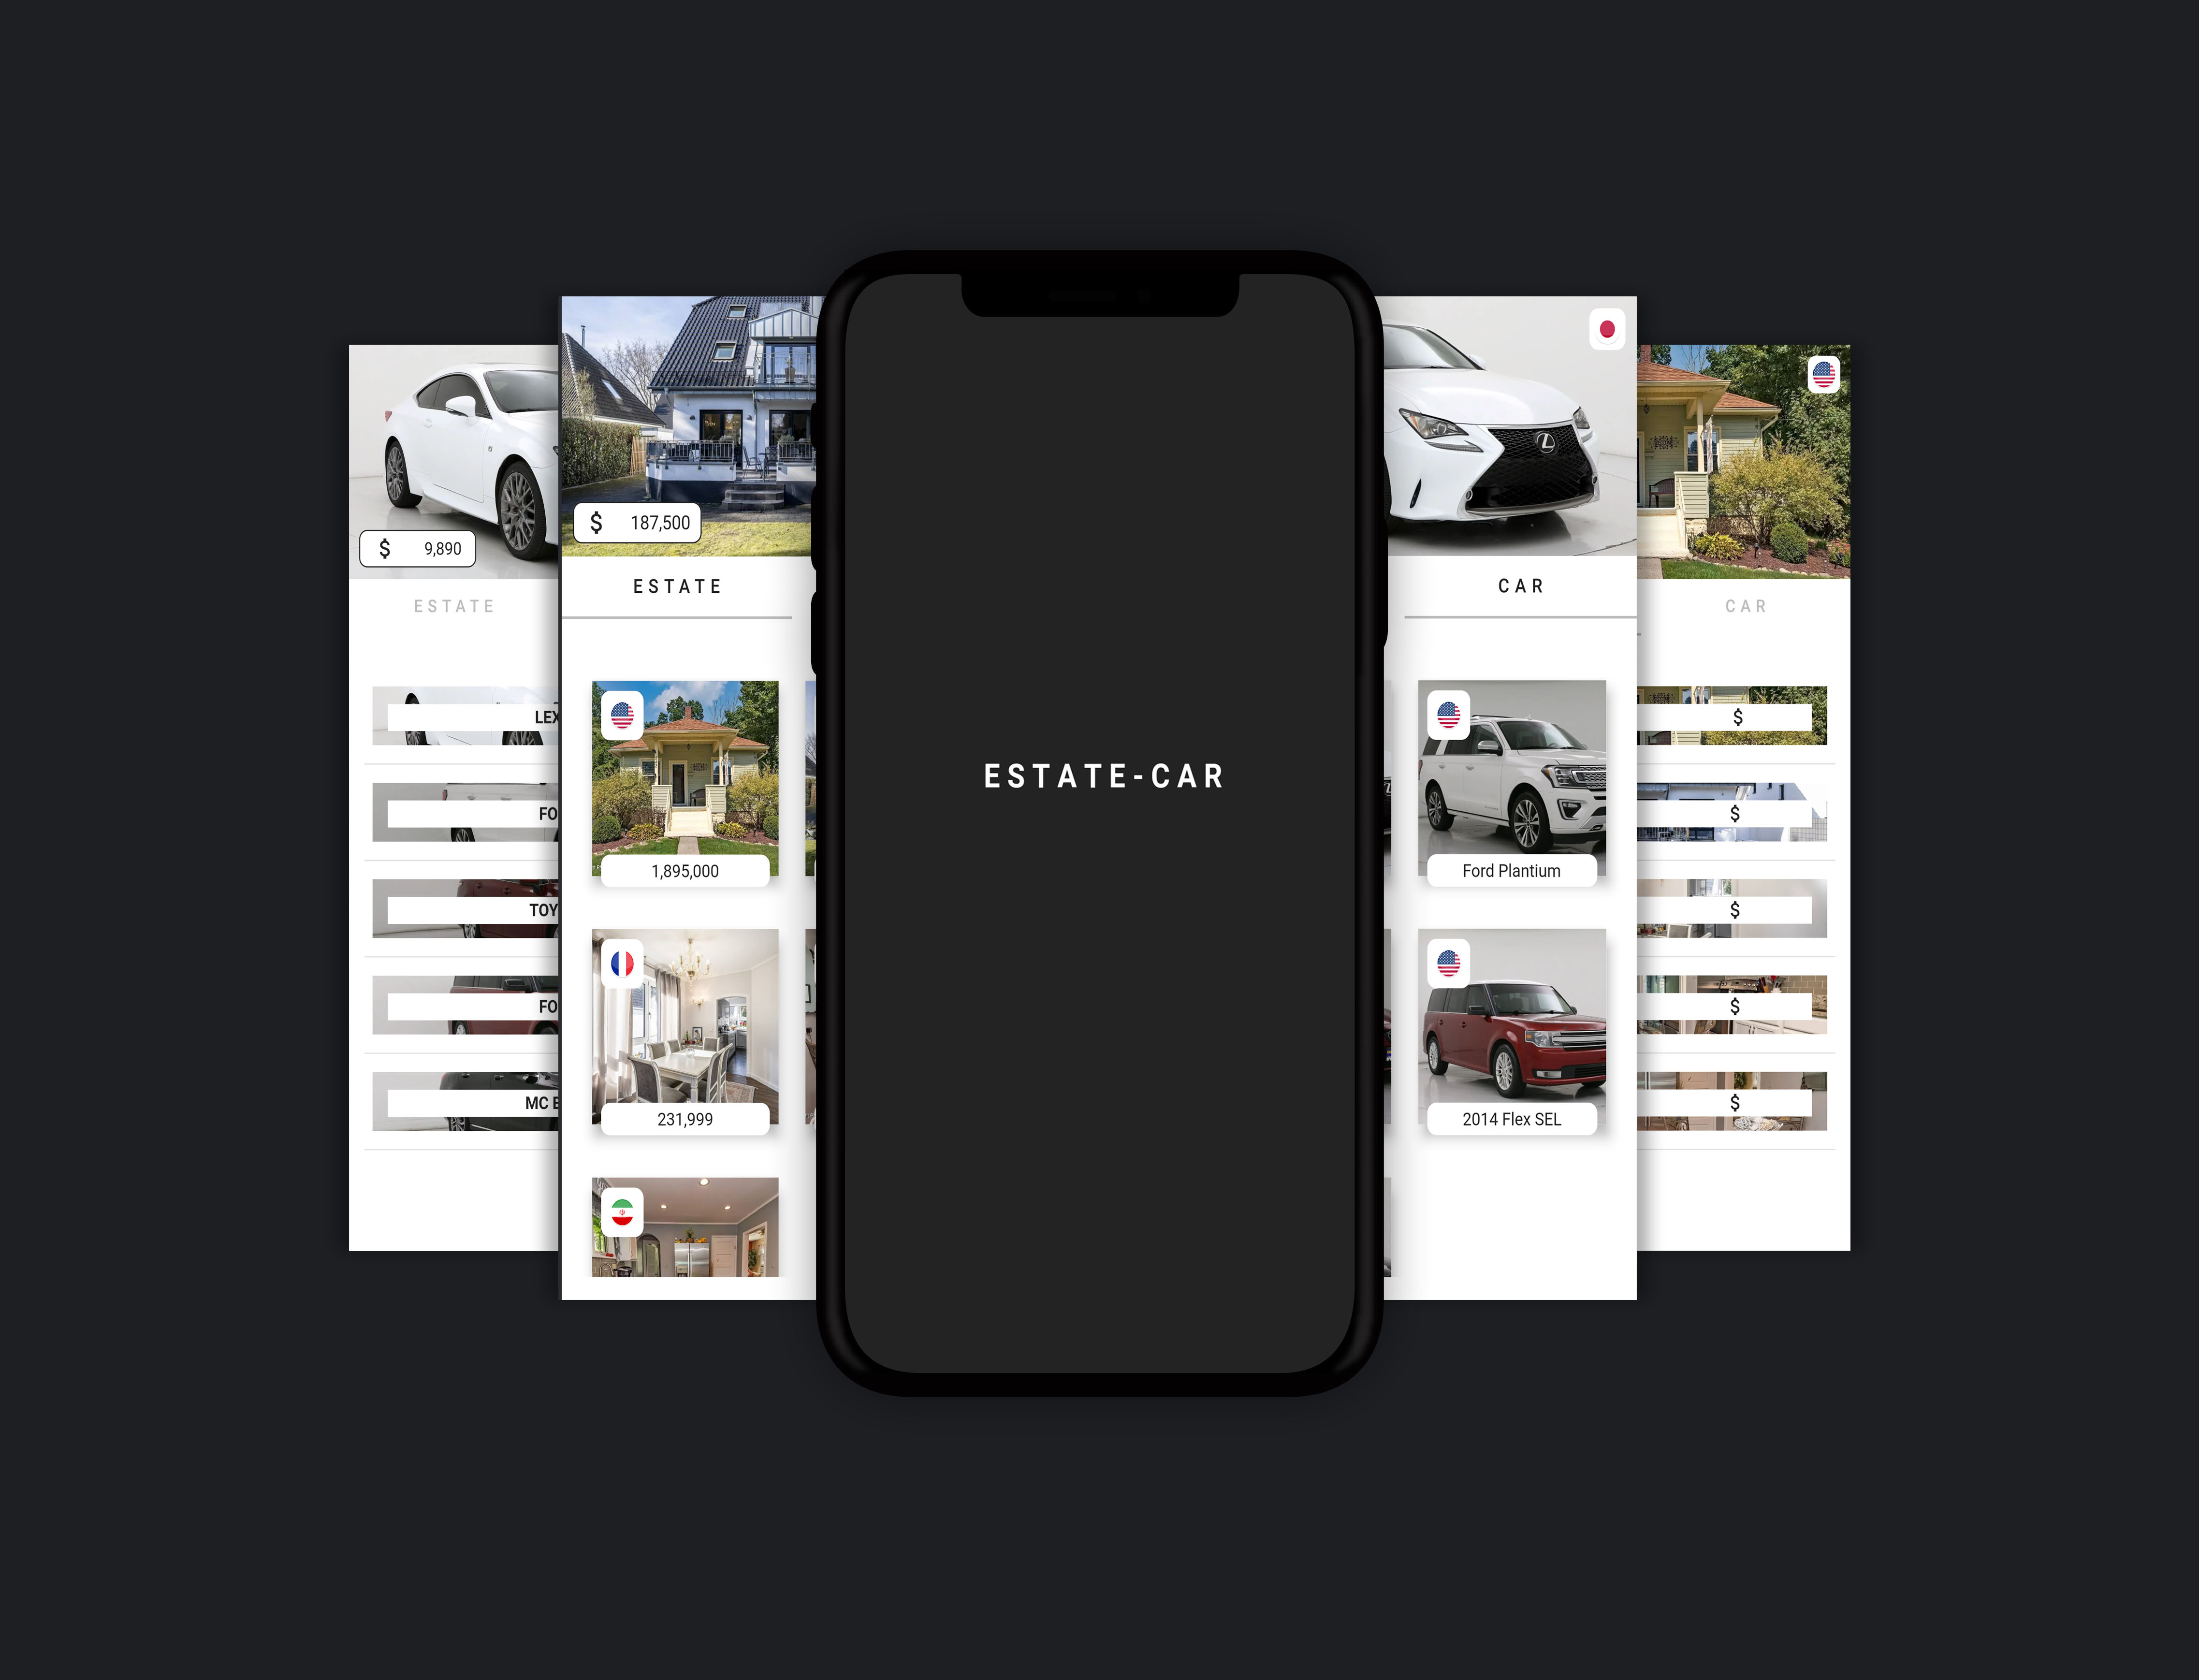 $ 9,890
ESTATE
$ 187,500
ESTATE
1,895,000
231,999
ESTATE-CAR
CAR
Ford Plantium
2014 Flex SEL
CAR
$
$
$
$
$
LEX
FO
TOY
FO
MC